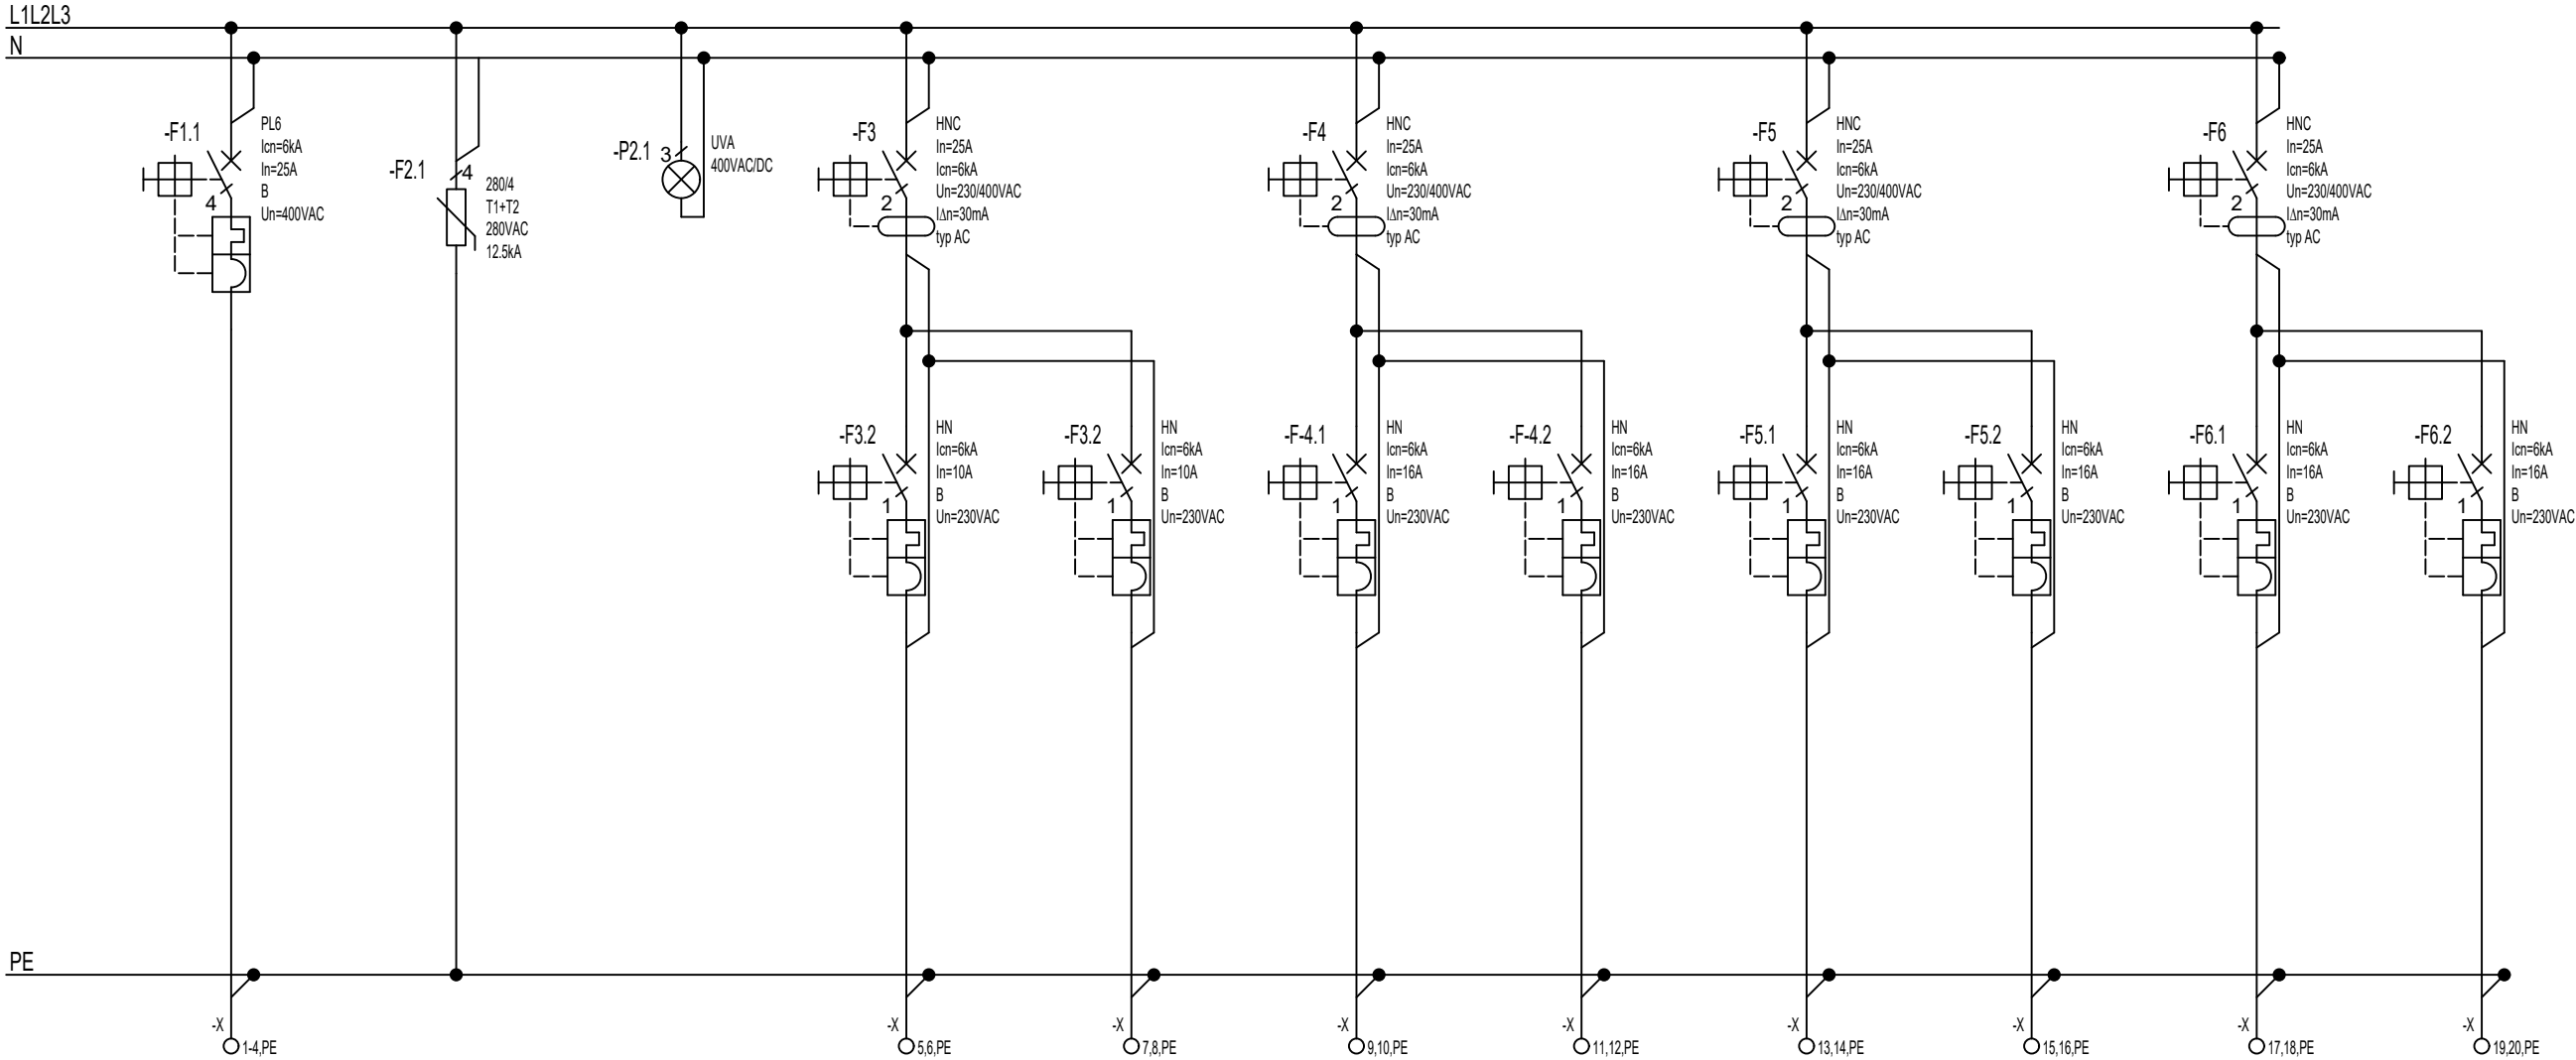 L1L2L3
N
-F1.1
PL6
Icn=6kA
In=25A
B
Un=400VAC
4
-F2.1
4
280/4
T1+T2
280VAC
12.5kA
-P2.1
3
UVA
400VAC/DC
-F3
HNC
In=25A
Icn=6kA
Un=230/400VAC
IΔn=30mA
typ AC
2
-F4
HNC
In=25A
Icn=6kA
Un=230/400VAC
IΔn=30mA
typ AC
2
-F5
HNC
In=25A
Icn=6kA
Un=230/400VAC
IΔn=30mA
typ AC
2
-F6
HNC
In=25A
Icn=6kA
Un=230/400VAC
IΔn=30mA
typ AC
2
-F3.2
HN
Icn=6kA
In=10A
B
Un=230VAC
1
-F3.2
HN
Icn=6kA
In=10A
B
Un=230VAC
1
-F-4.1
HN
Icn=6kA
In=16A
B
Un=230VAC
1
-F-4.2
HN
Icn=6kA
In=16A
B
Un=230VAC
1
-F5.1
HN
Icn=6kA
In=16A
B
Un=230VAC
1
-F5.2
HN
Icn=6kA
In=16A
B
Un=230VAC
1
-F6.1
HN
Icn=6kA
In=16A
B
Un=230VAC
1
-F6.2
HN
Icn=6kA
In=16A
B
Un=230VAC
1
PE
-X
1-4,PE
-X
5,6,PE
-X
7,8,PE
-X
9,10,PE
-X
11,12,PE
-X
13,14,PE
-X
15,16,PE
-X
17,18,PE
-X
19,20,PE